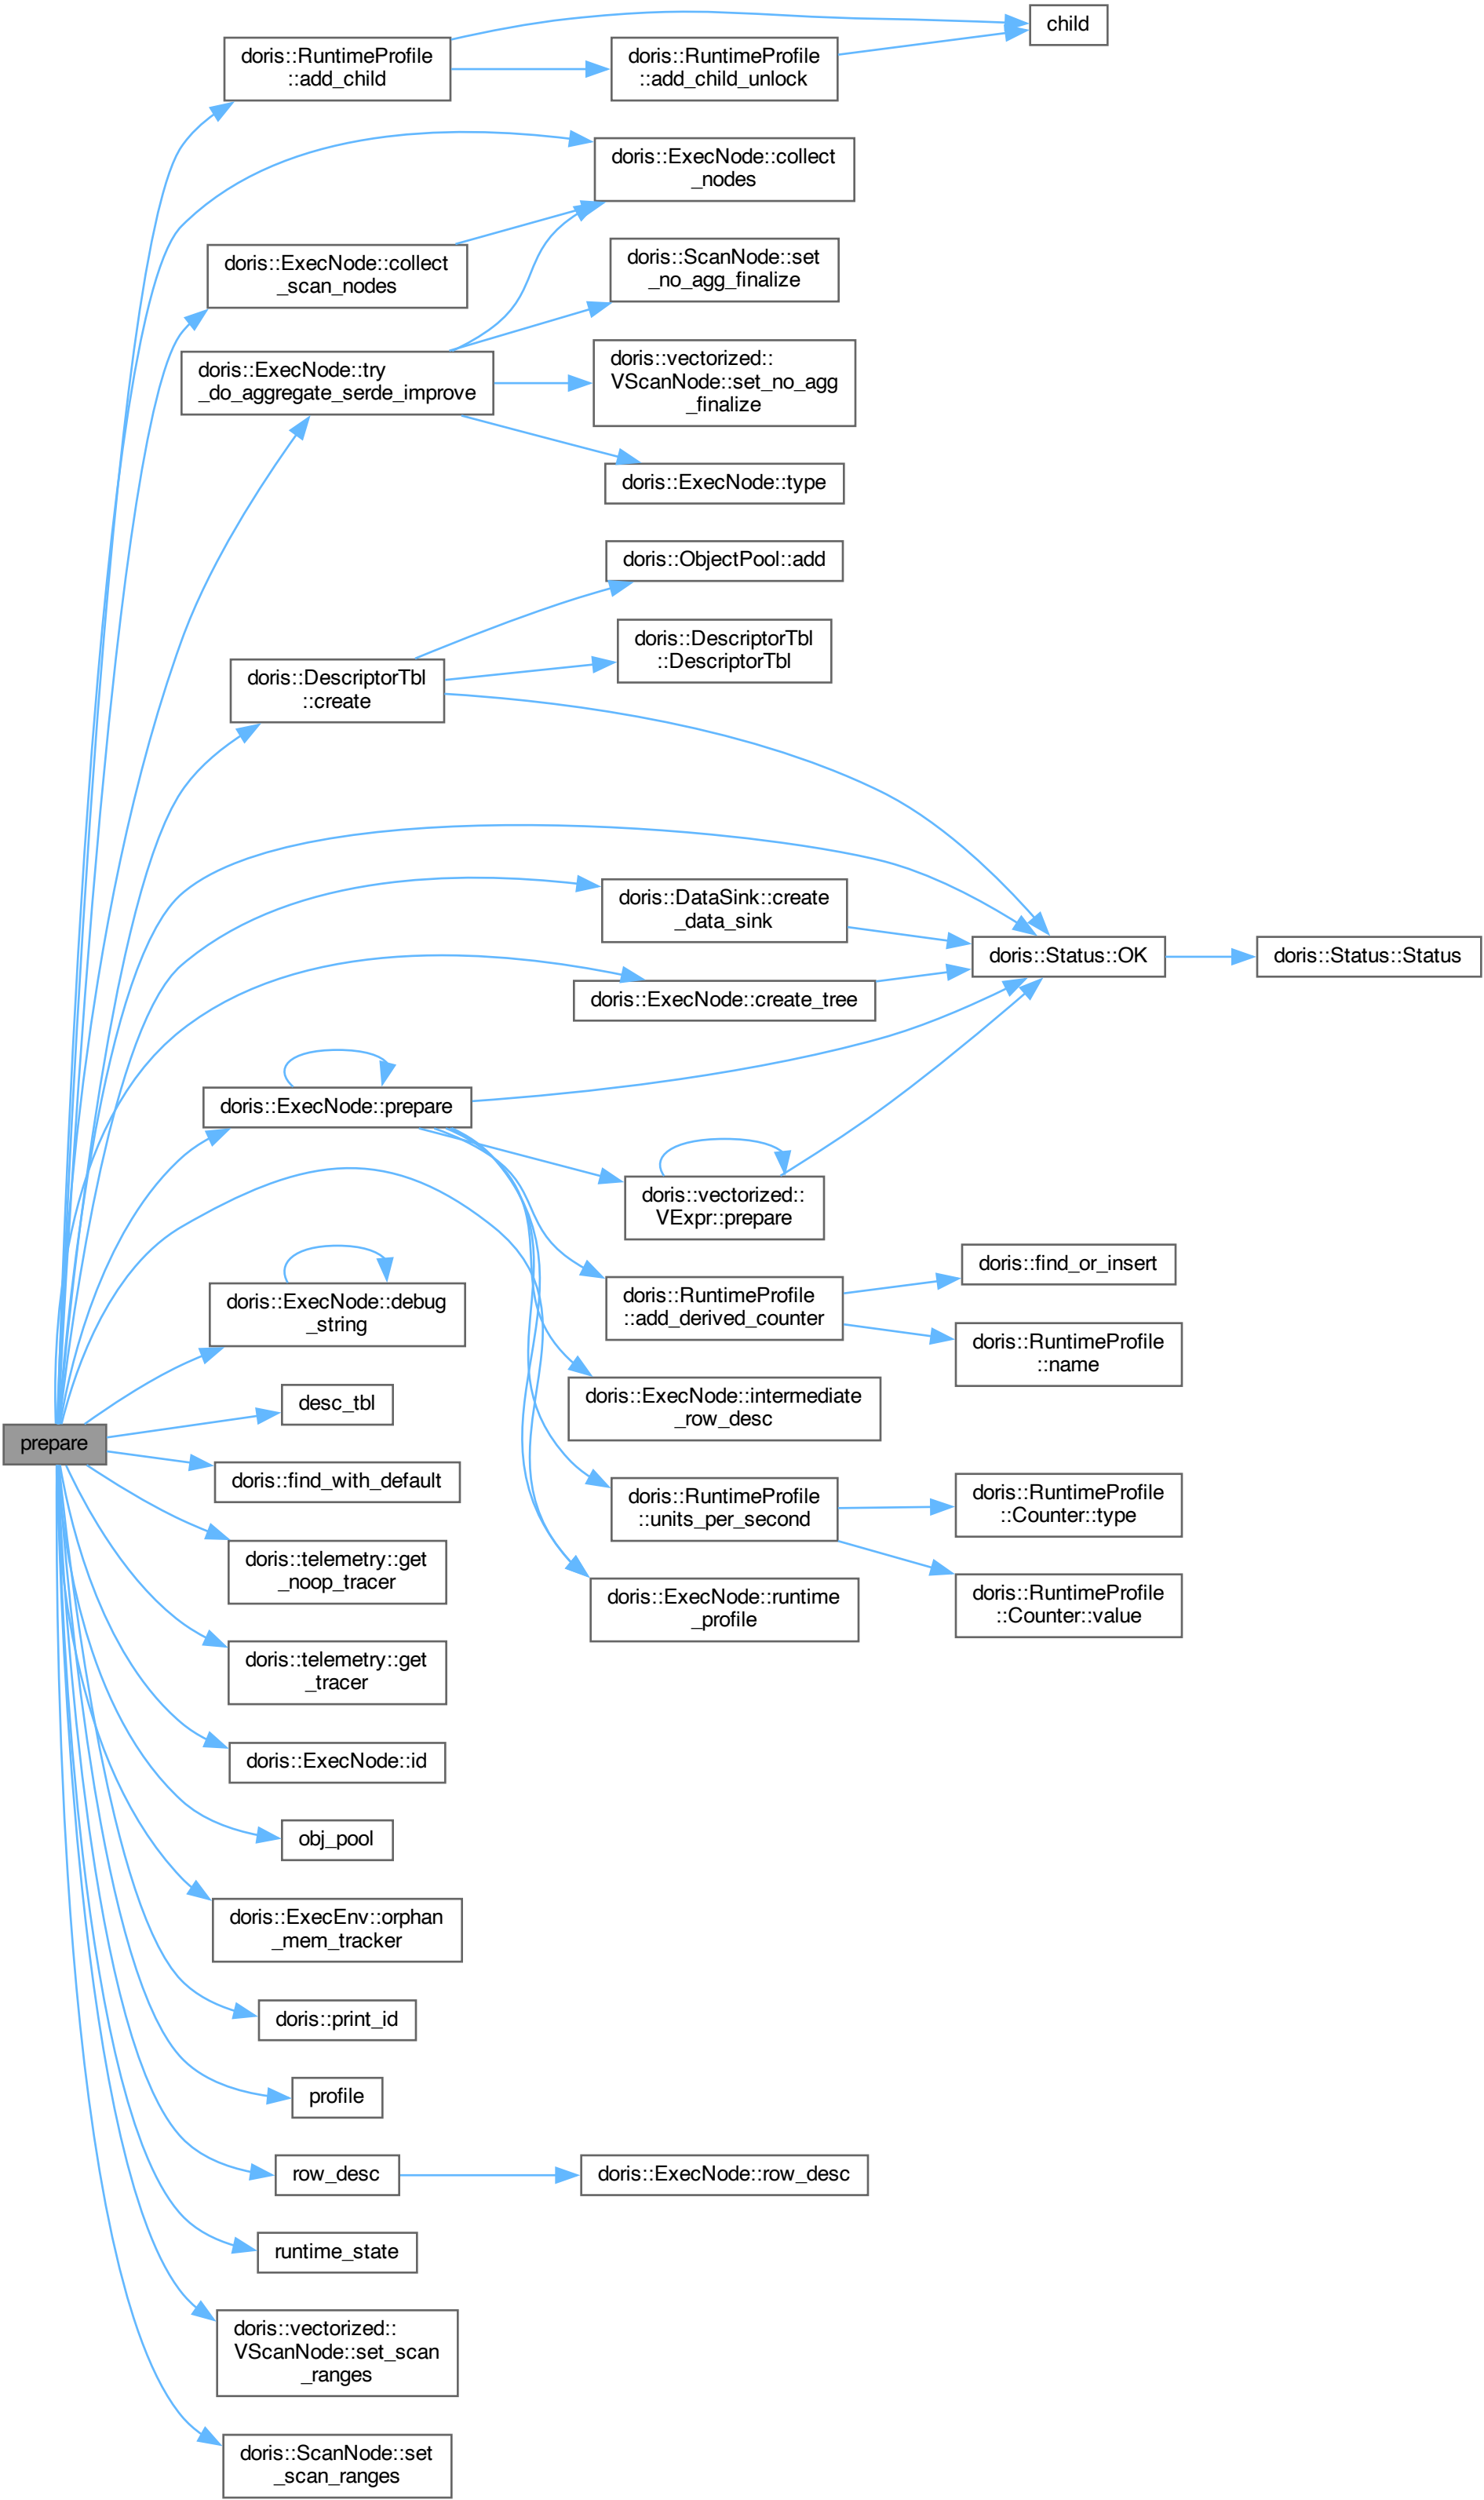 child
doris::RuntimeProfile
::add_child
doris::RuntimeProfile
::add_child_unlock
doris::ExecNode::collect
_nodes
doris::ExecNode::collect
_scan_nodes
doris::ScanNode::set
_no_agg_finalize
doris::ExecNode::try
_do_aggregate_serde_improve
doris::vectorized::
VScanNode::set_no_agg
_finalize
doris::ExecNode::type
doris::ObjectPool::add
doris::DescriptorTbl
::DescriptorTbl
doris::DescriptorTbl
::create
doris::DataSink::create
_data_sink
doris::Status::OK
doris::Status::Status
doris::ExecNode::create_tree
doris::ExecNode::prepare
doris::vectorized::
VExpr::prepare
doris::find_or_insert
doris::ExecNode::debug
_string
doris::RuntimeProfile
::add_derived_counter
doris::RuntimeProfile
::name
desc_tbl
doris::ExecNode::intermediate
_row_desc
prepare
doris::find_with_default
doris::RuntimeProfile
::units_per_second
doris::RuntimeProfile
::Counter::type
doris::telemetry::get
_noop_tracer
doris::ExecNode::runtime
_profile
doris::RuntimeProfile
::Counter::value
doris::telemetry::get
_tracer
doris::ExecNode::id
obj_pool
doris::ExecEnv::orphan
_mem_tracker
doris::print_id
profile
row_desc
doris::ExecNode::row_desc
runtime_state
doris::vectorized::
VScanNode::set_scan
_ranges
doris::ScanNode::set
_scan_ranges